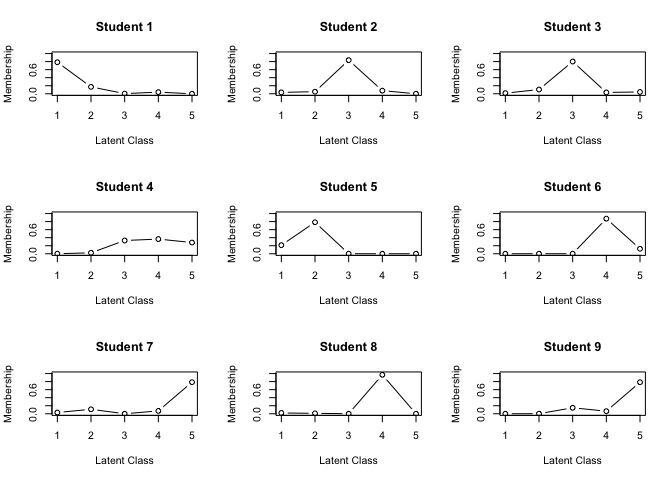 Student 1
Membership
0.0 0.6
1 2 3 4 5
Latent Class
Student 2
Membership
0.0 0.6
1 2 3 4 5
Latent Class
Student 3
Membership
0.0 0.6
1 2 3 4 5
Latent Class
Student 4
Membership
0.0 0.6
1 2 3 4 5
Latent Class
Student 5
Membership
0.0 0.6
1 2 3 4 5
Latent Class
Student 6
Membership
0.0 0.6
1 2 3 4 5
Latent Class
Student 7
Membership
0.0 0.6
1 2 3 4 5
Latent Class
Student 8
Membership
0.0 0.6
1 2 3 4 5
Latent Class
Student 9
Membership
0.0 0.6
1 2 3 4 5
Latent Class